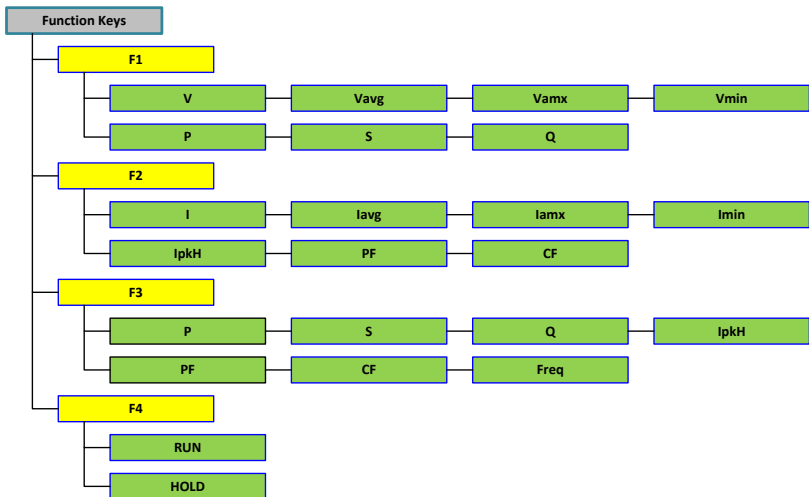 Function Keys
F1
V Vavg Vamx Vmin
P S Q
F2
I Iavg Iamx Imin
IpkH PF CF
F3
P S Q IpkH
PF CF Freq
F4
RUN
HOLD